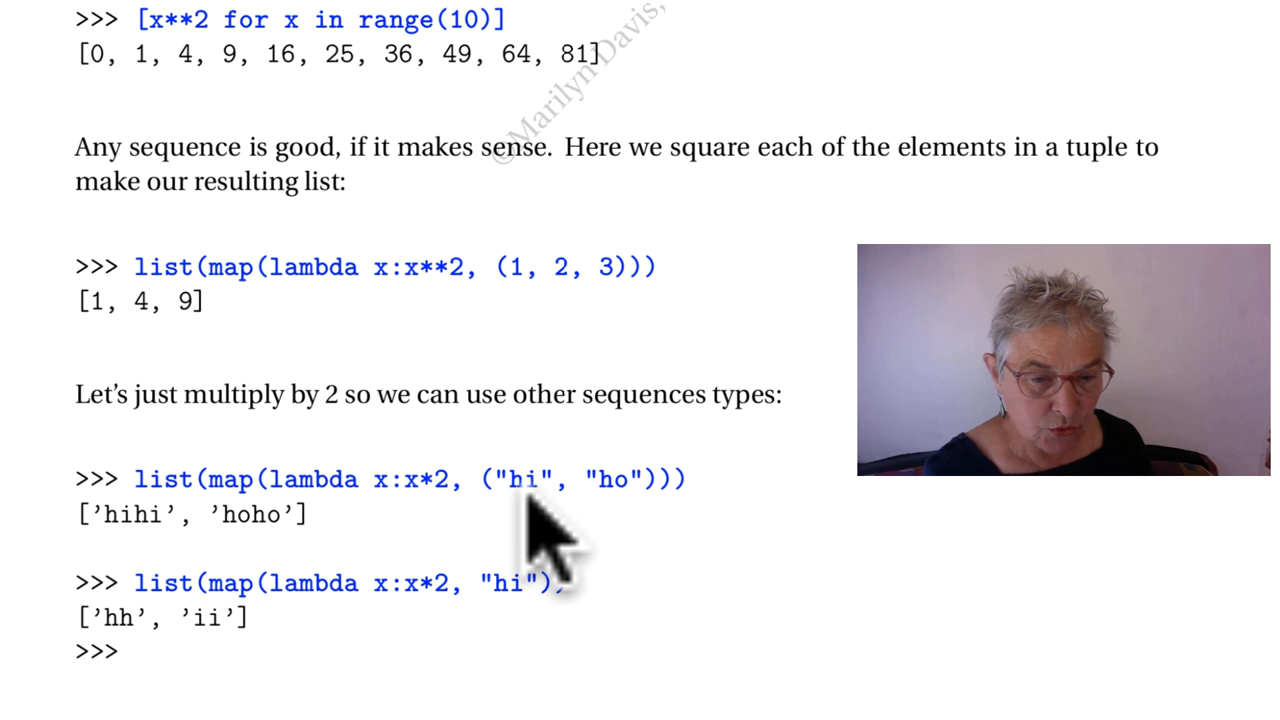 >>> [x**2 for x in range(10)]
[0, 1, 4, 9, 16, 25, 36, 49, 64, 81]
©Marilyn Davis,
Any sequence is good, if it makes sense. Here we square each of the elements in a tuple to
make our resulting list:
>>> list(map(lambda x:x**2, (1, 2, 3)))
[1, 4, 9]
Let’s just multiply by 2 so we can use other sequences types:
>>> list(map(lambda x:x*2, ("hi", "ho")))
[’hihi’, ’hoho’]
>>> list(map(lambda x:x*2, "hi")
[’hh’, ’ii’]
>>>